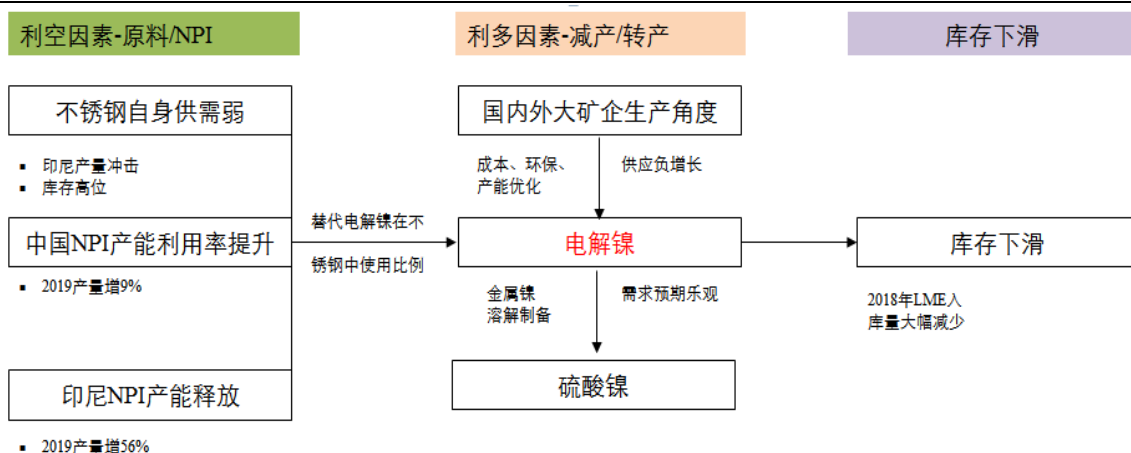 利空因素-原料/NPI
利多因素-减产/转产
库存下滑
不锈钢自身供需弱
▪ 印尼产量冲击
▪ 库存高位
国内外大矿企生产角度
成本、环保、
产能优化
供应负增长
中国NPI产能利用率提升
▪ 2019产量增9%
替代电解镍在不
锈钢中使用比例
电解镍
库存下滑
2018年LME入
库量大幅减少
金属镍
溶解制备
需求预期乐观
印尼NPI产能释放
▪ 2019产量增56%
硫酸镍